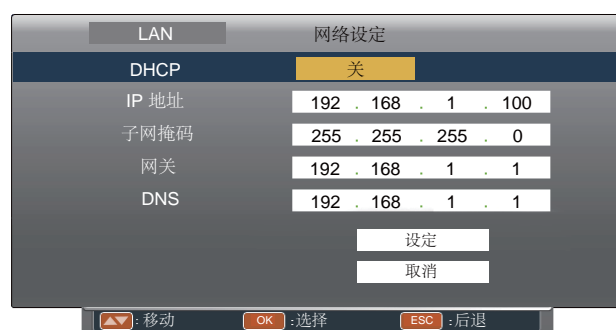 LAN 网络设定
DHCP 关
IP 地址 192 . 168 . 1 . 100
子网掩码 255 . 255 . 255 . 0
网关 192 . 168 . 1 . 1
DNS 192 . 168 . 1 . 1
设定
取消
:移动 OK :选择 ESC :后退